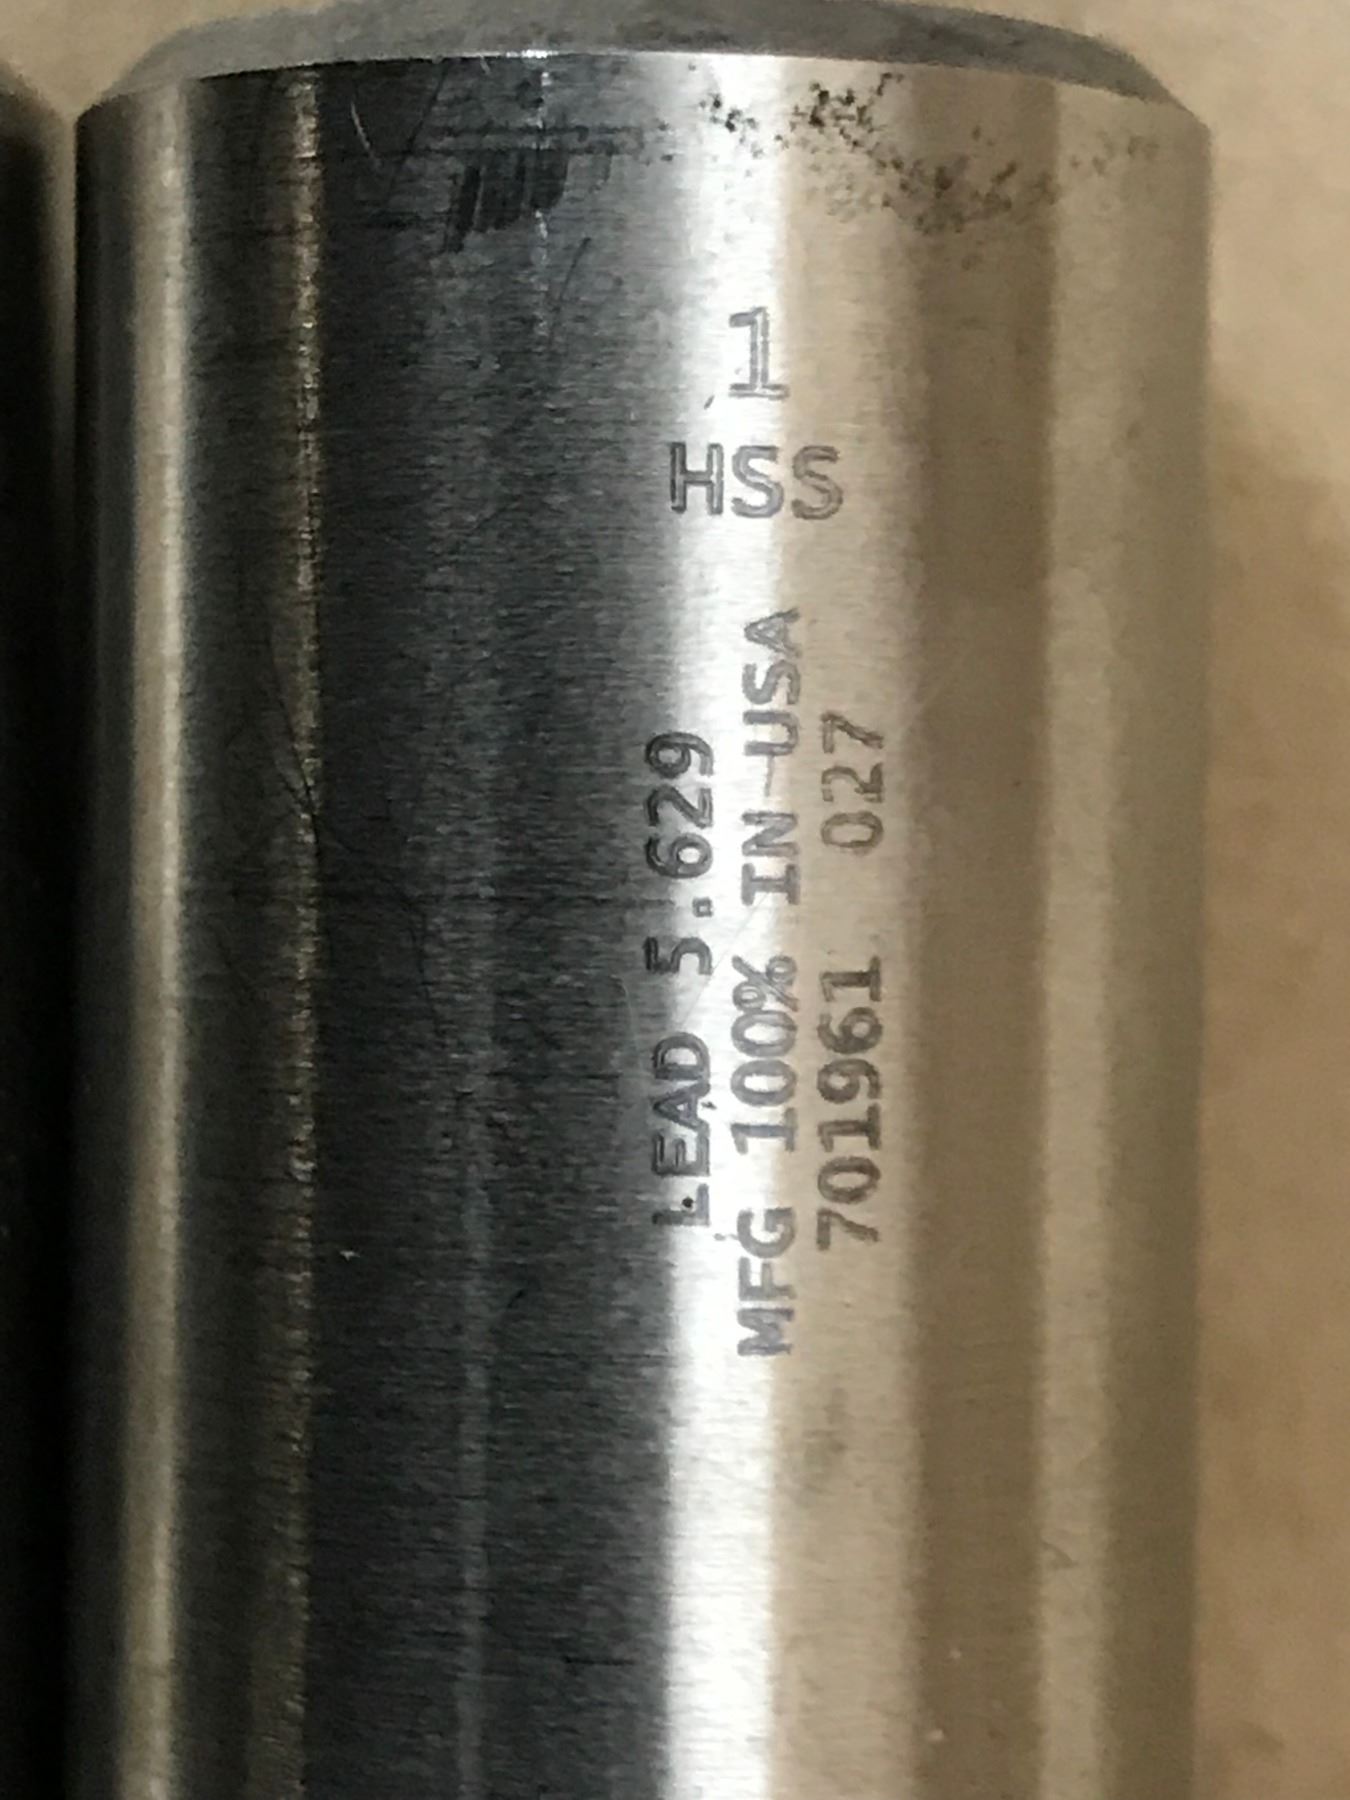 1
HSS
LEAD 5.629
MFG 100% IN USA
701961 027